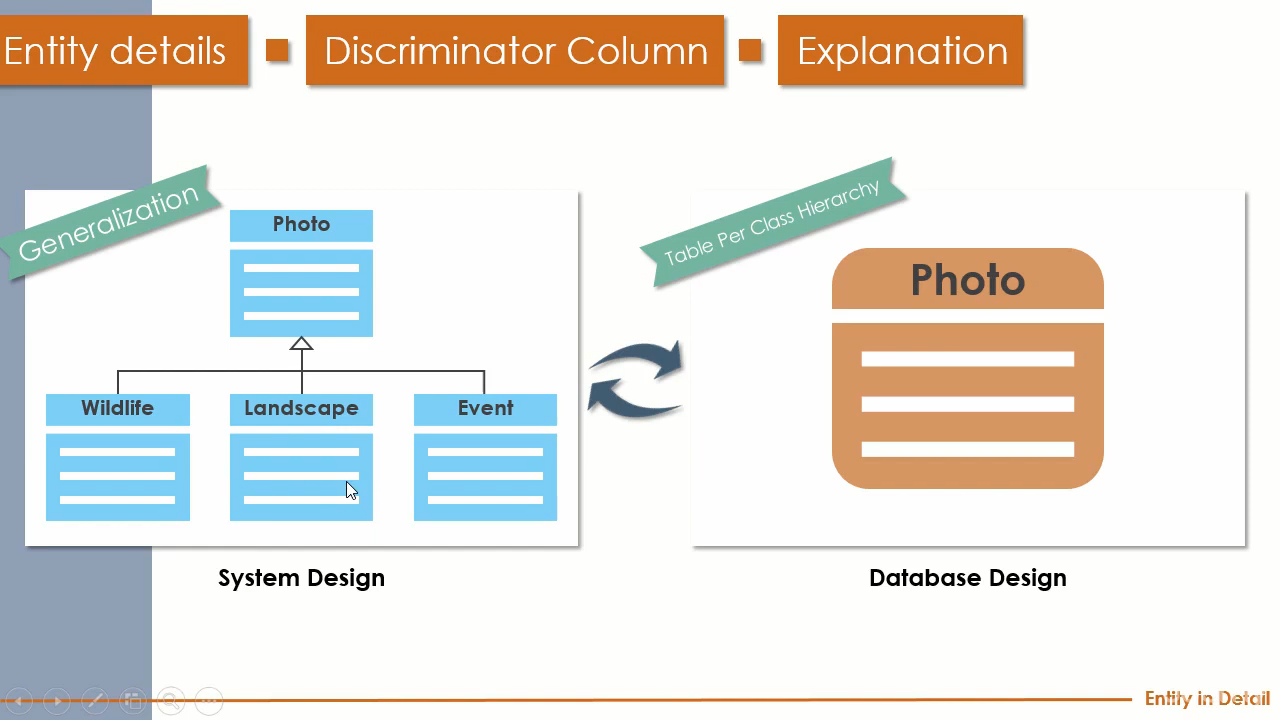 Entity details
Discriminator Column
Explanation
Generalization
Photo
Wildlife
Landscape
Event
System Design
Table Per Class Hierarchy
Photo
Database Design
Entity in Detail